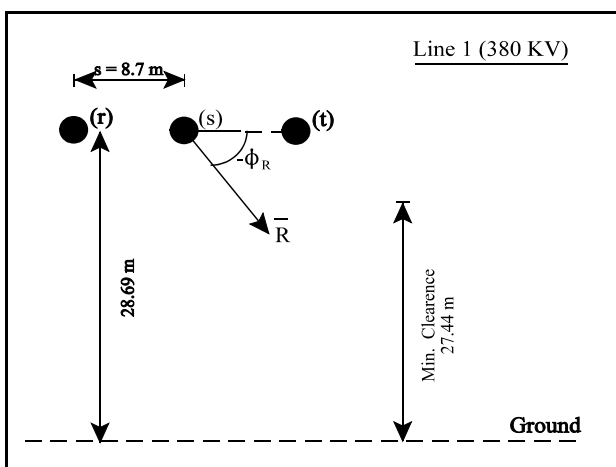 Line 1 (380 KV)
s = 8.7 m
(r)
(s)
(t)
-ϕR
R̅
28.69 m
Min. Clearence
27.44 m
Ground